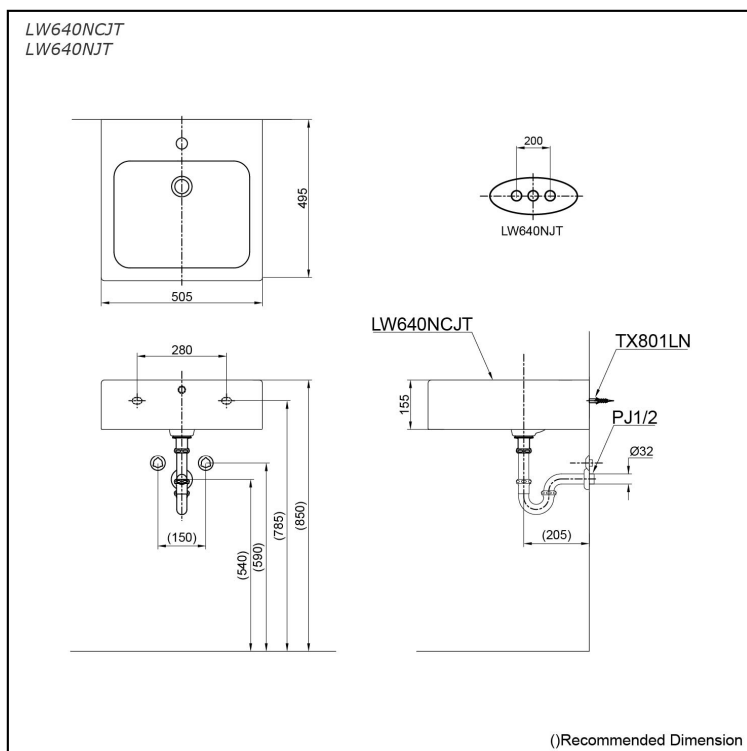 LW640NCJT
LW640NJT
495
505
200
LW640NJT
280
(150)
(540)
(590)
(785)
(850)
LW640NCJT
TX801LN
155
PJ1/2
Ø32
(205)
()Recommended Dimension